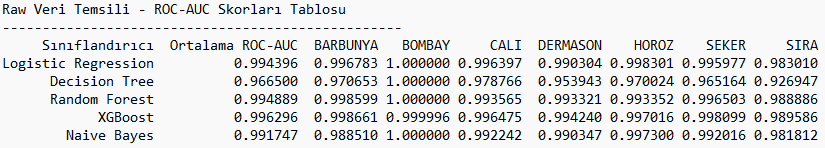 Raw Veri Temsili - ROC-AUC Skorları Tablosu
--------------------------------------------------
Sınıflandırıcı Ortalama ROC-AUC BARBUNYA BOMBAY CALI DERMASON HOROZ SEKER SIRA
Logistic Regression 0.994396 0.996783 1.000000 0.996397 0.990304 0.998301 0.995977 0.983010
Decision Tree 0.966500 0.970653 1.000000 0.978766 0.953943 0.970024 0.965164 0.926947
Random Forest 0.994889 0.998599 1.000000 0.993565 0.993321 0.993352 0.996503 0.988886
XGBoost 0.996296 0.998661 0.999996 0.996475 0.994240 0.997016 0.998099 0.989586
Naive Bayes 0.991747 0.988510 1.000000 0.992242 0.990347 0.997300 0.992016 0.981812